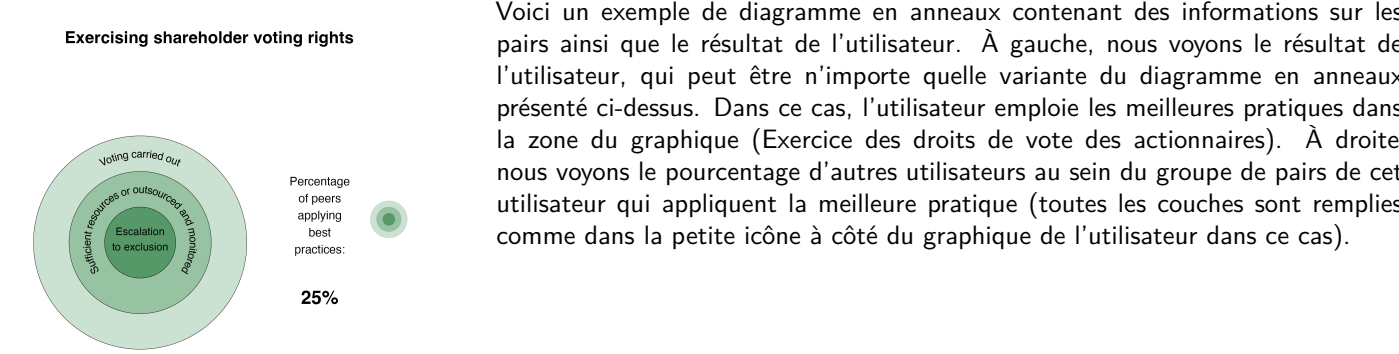 Exercising shareholder voting rights
Voting carried out
Sufficient resources or outsourced and monitored
Escalation
to exclusion
Percentage
of peers
applying
best
practices:
25%
Voici un exemple de diagramme en anneaux contenant des informations sur les
pairs ainsi que le résultat de l'utilisateur. À gauche, nous voyons le résultat de
l'utilisateur, qui peut être n'importe quelle variante du diagramme en anneaux
présenté ci-dessus. Dans ce cas, l'utilisateur emploie les meilleures pratiques dans
la zone du graphique (Exercice des droits de vote des actionnaires). À droite
nous voyons le pourcentage d'autres utilisateurs au sein du groupe de pairs de cet
utilisateur qui appliquent la meilleure pratique (toutes les couches sont remplies
comme dans la petite icône à côté du graphique de l'utilisateur dans ce cas).